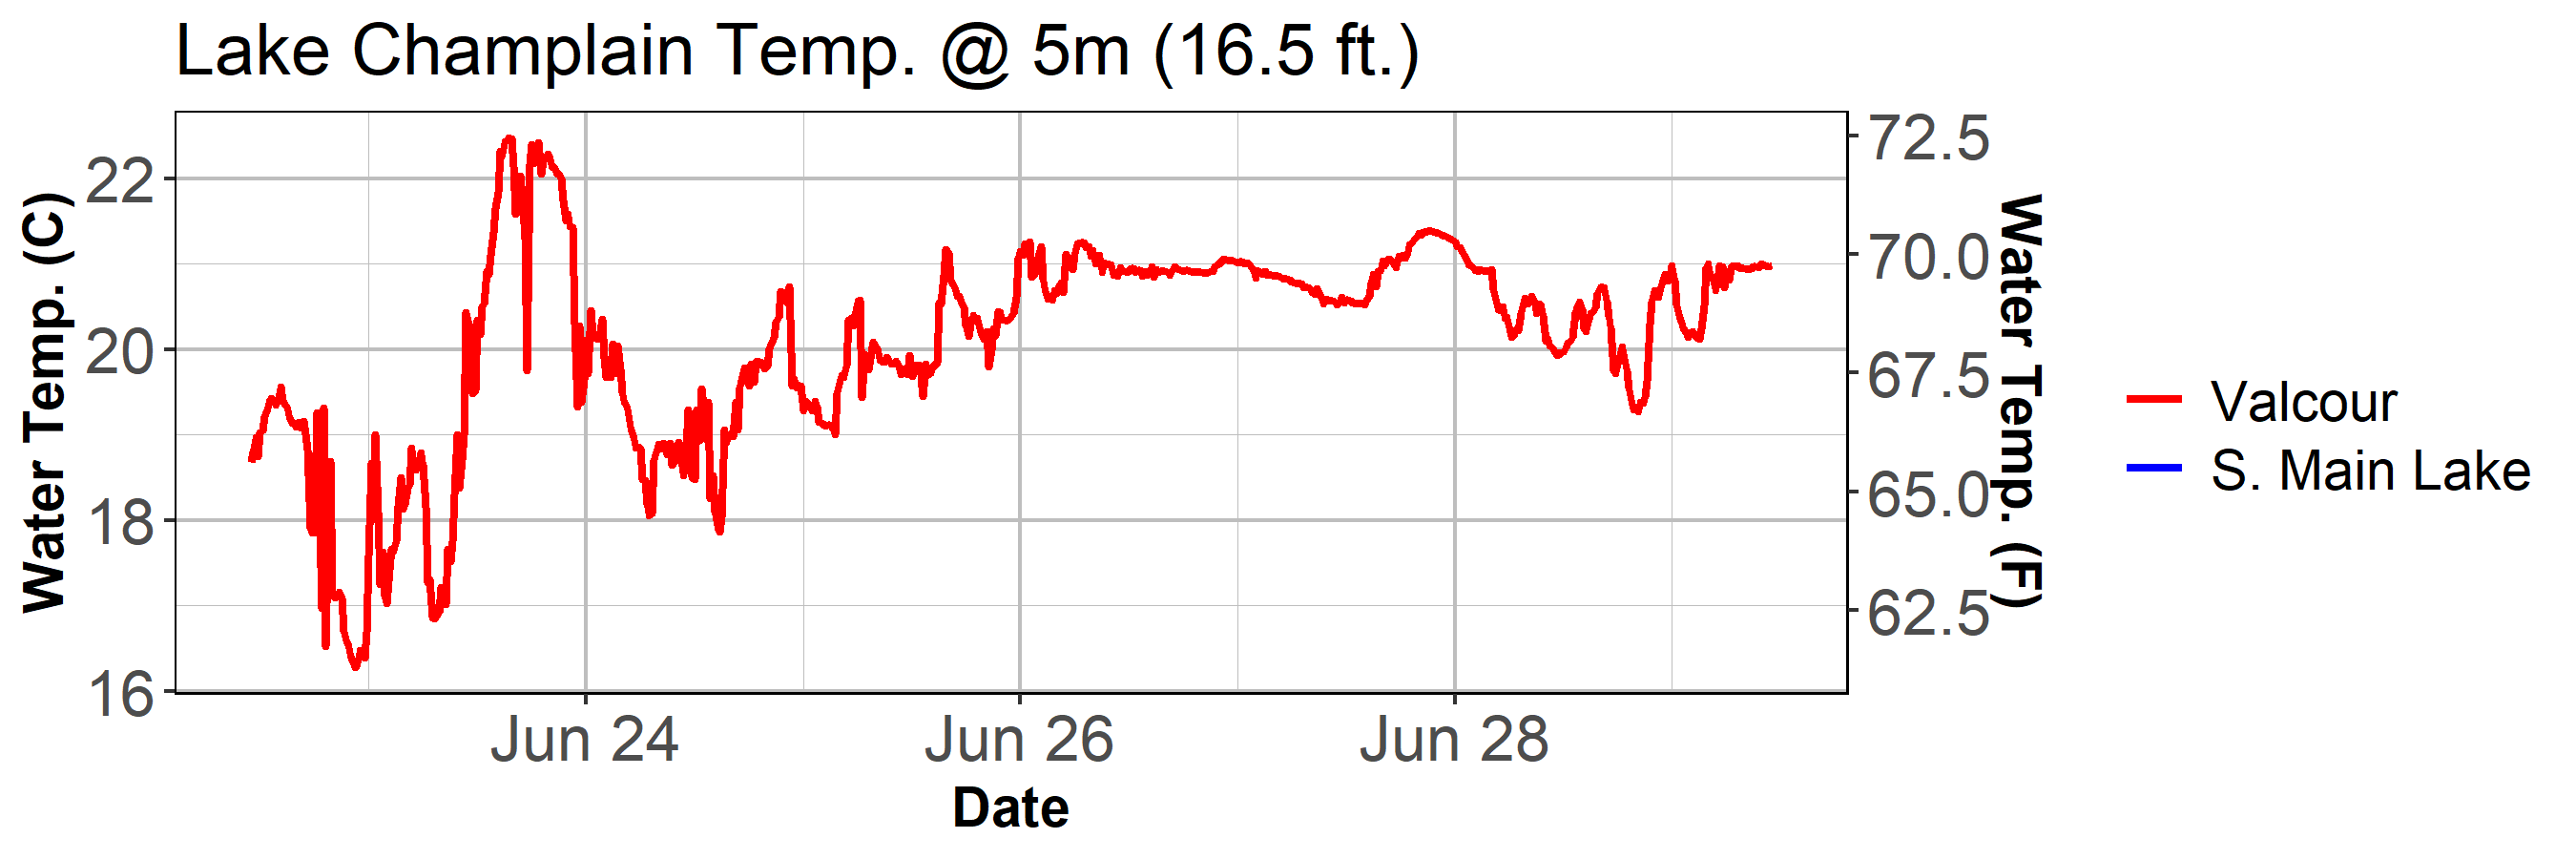 Lake Champlain Temp. @ 5m (16.5 ft.)
Water Temp. (C)
22
20
18
16
72.5
70.0
67.5
65.0
62.5
Water Temp. (F)
Jun 24
Jun 26
Jun 28
Date
Valcour
S. Main Lake